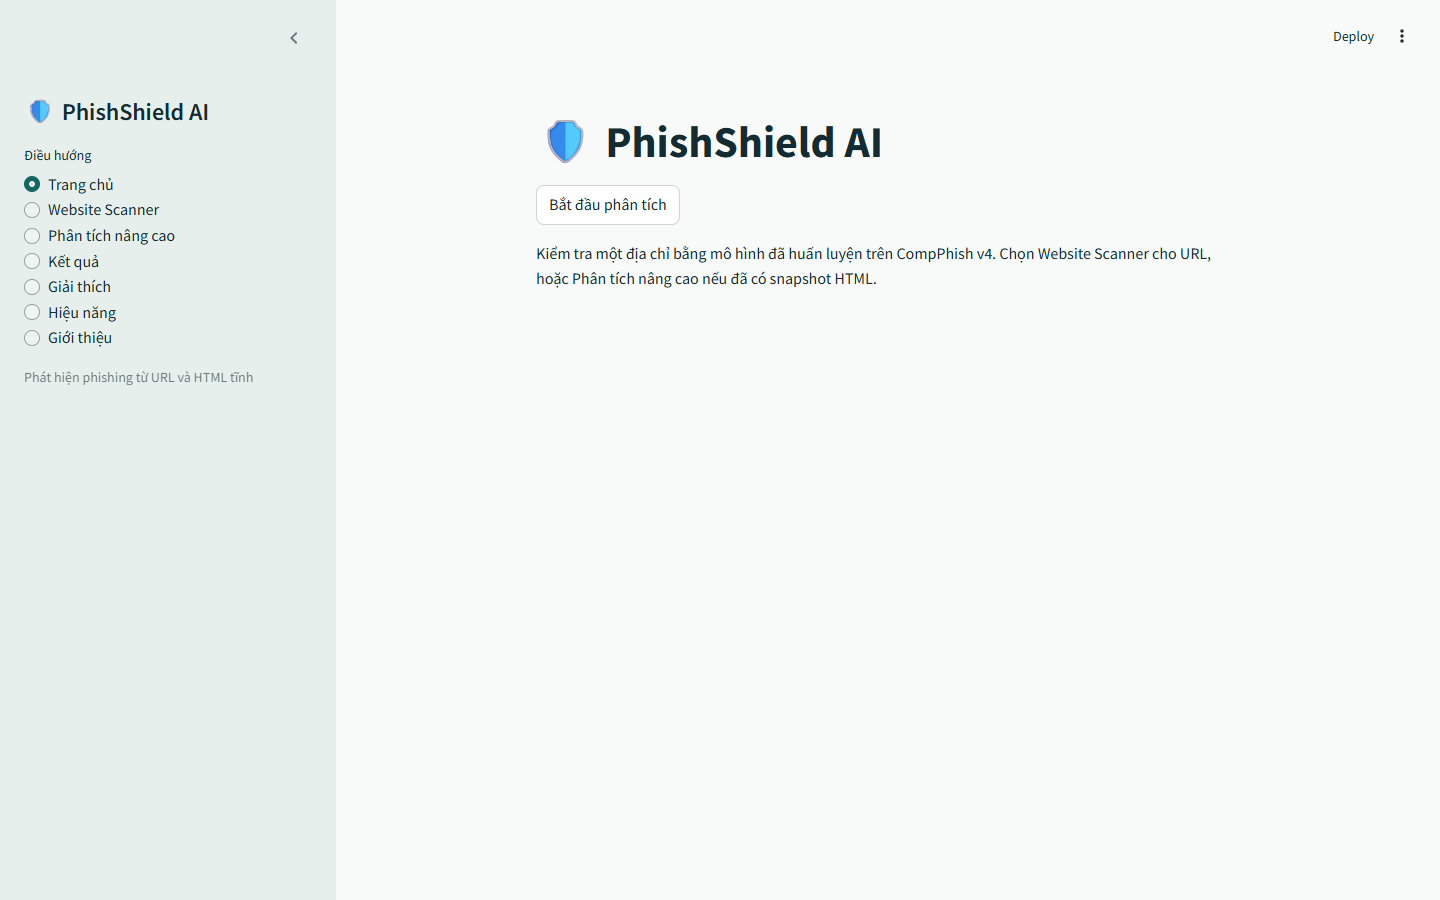 Deploy
PhishShield AI
Điều hướng
Trang chủ
Website Scanner
Phân tích nâng cao
Kết quả
Giải thích
Hiệu năng
Giới thiệu
Phát hiện phishing từ URL và HTML tĩnh
PhishShield AI
Bắt đầu phân tích
Kiểm tra một địa chỉ bằng mô hình đã huấn luyện trên CompPhish v4. Chọn Website Scanner cho URL,
hoặc Phân tích nâng cao nếu đã có snapshot HTML.